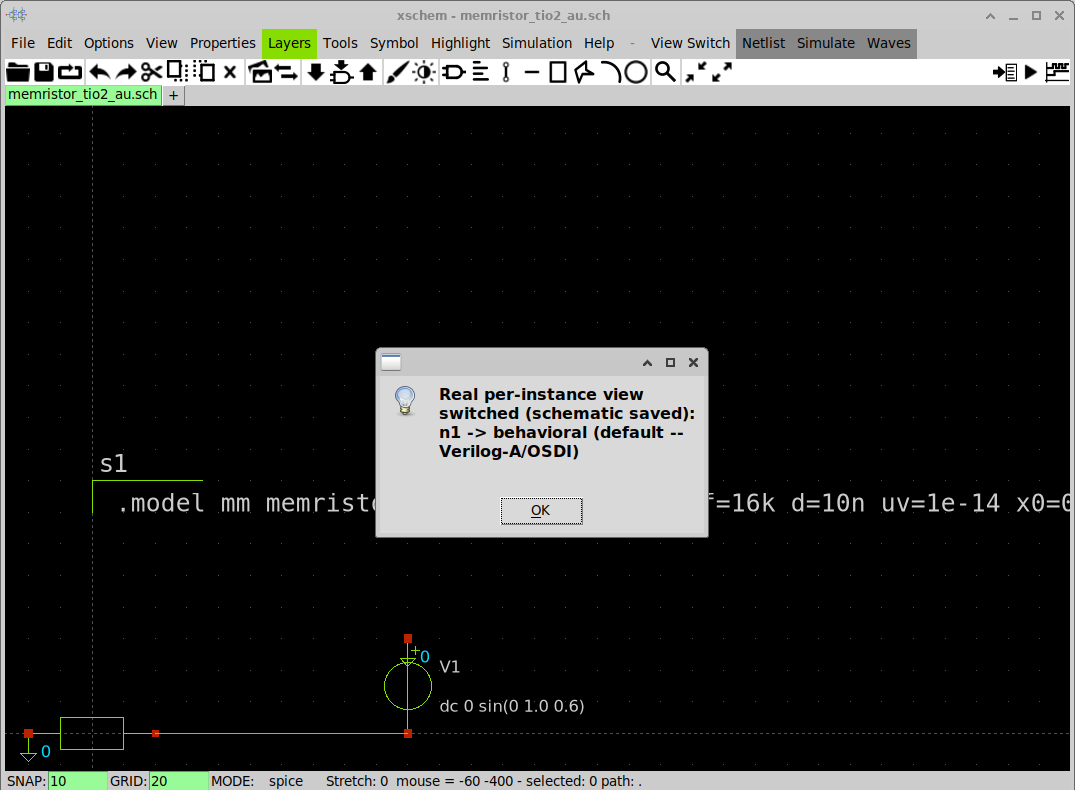 xschem - memristor_tio2_au.sch
File Edit Options View Properties Layers Tools Symbol Highlight Simulation Help - View Switch Netlist Simulate Waves
memristor_tio2_au.sch +
Real per-instance view
switched (schematic saved):
n1 -> behavioral (default --
Verilog-A/OSDI)
OK
s1
.model mm memristo f=16k d=10n uv=1e-14 x0=0
+
0
V1
dc 0 sin(0 1.0 0.6)
0
SNAP: 10 GRID: 20 MODE: spice Stretch: 0 mouse = -60 -400 - selected: 0 path: .